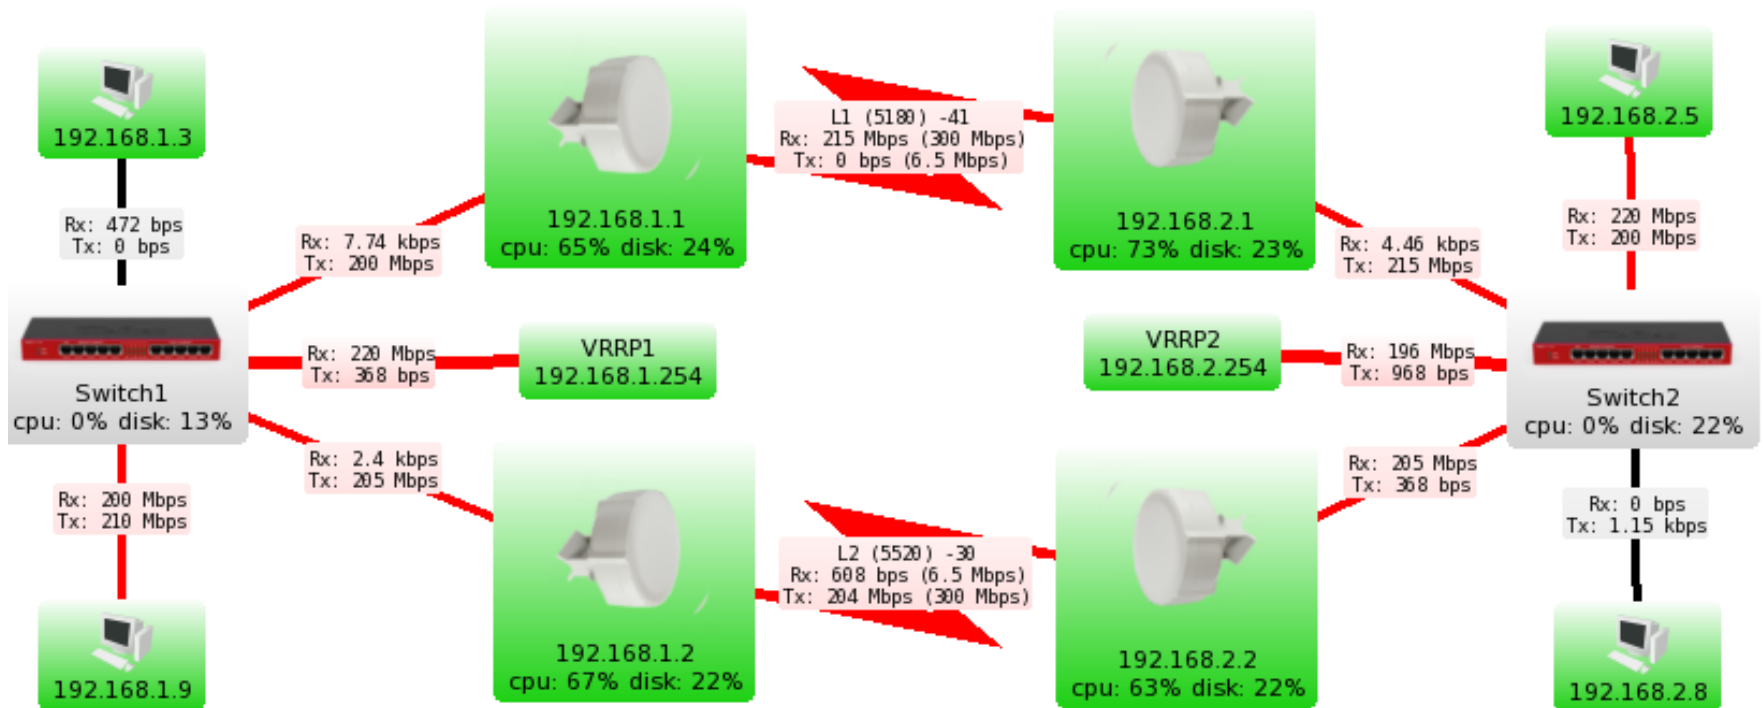 192.168.1.3
Rx: 472 bps
Tx: 0 bps
Rx: 7.74 kbps
Tx: 200 Mbps
192.168.1.1
cpu: 65% disk: 24%
L1 (5180) -41
Rx: 215 Mbps (300 Mbps)
Tx: 0 bps (6.5 Mbps)
192.168.2.1
cpu: 73% disk: 23%
Rx: 4.46 kbps
Tx: 215 Mbps
192.168.2.5
Rx: 220 Mbps
Tx: 200 Mbps
Switch1
cpu: 0% disk: 13%
Rx: 220 Mbps
Tx: 368 bps
VRRP1
192.168.1.254
VRRP2
192.168.2.254
Rx: 196 Mbps
Tx: 968 bps
Switch2
cpu: 0% disk: 22%
Rx: 200 Mbps
Tx: 210 Mbps
192.168.1.9
Rx: 2.4 kbps
Tx: 205 Mbps
192.168.1.2
cpu: 67% disk: 22%
L2 (5520) -30
Rx: 608 bps (6.5 Mbps)
Tx: 204 Mbps (300 Mbps)
192.168.2.2
cpu: 63% disk: 22%
Rx: 205 Mbps
Tx: 368 bps
Rx: 0 bps
Tx: 1.15 kbps
192.168.2.8